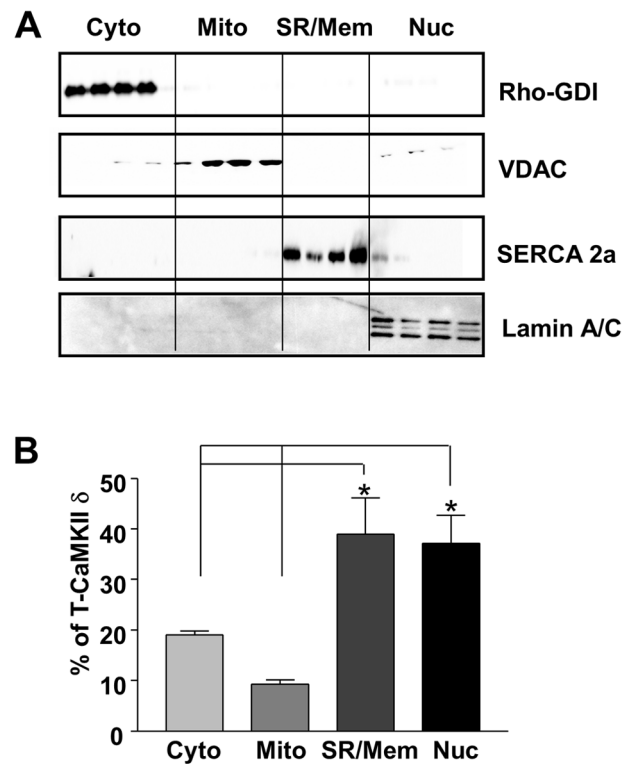 A
Cyto Mito SR/Mem Nuc
Rho-GDI
VDAC
SERCA 2a
Lamin A/C
B
% of T-CaMKII δ
50
40
30
20
10
0
* *
Cyto Mito SR/Mem Nuc